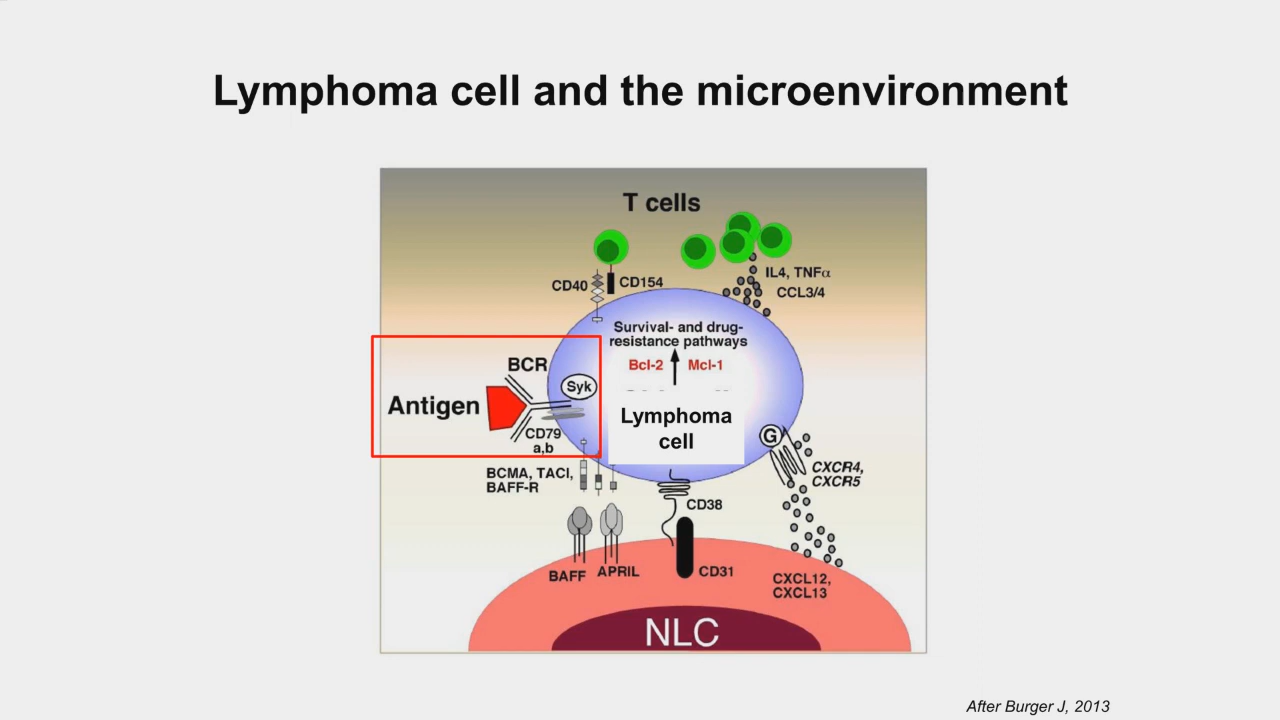 Lymphoma cell and the microenvironment
T cells
CD40
CD154
IL4, TNFα
CCL3/4
Survival- and drug-
resistance pathways
Bcl-2
Mcl-1
BCR
Syk
Antigen
Lymphoma
cell
CD79
a,b
G
BCMA, TACI,
BAFF-R
CXCR4,
CXCR5
CD38
BAFF
APRIL
CD31
CXCL12,
CXCL13
NLC
After Burger J, 2013